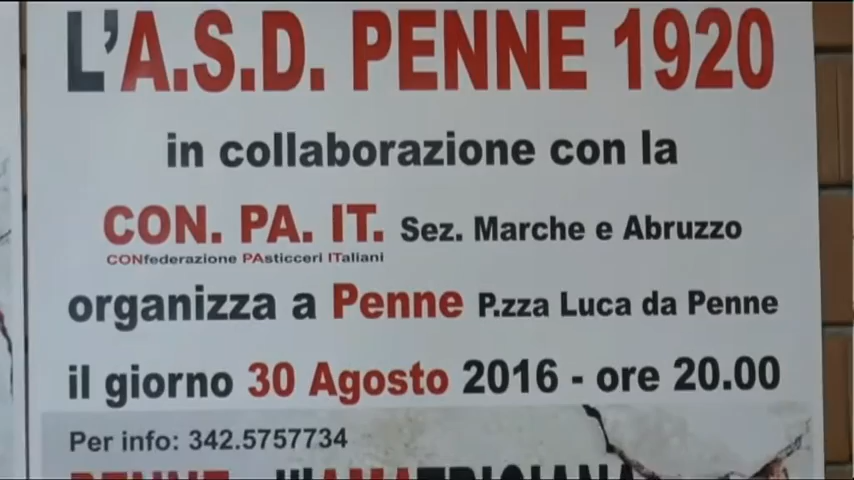 L'A.S.D. PENNE 1920
in collaborazione con la
CON. PA. IT. Sez. Marche e Abruzzo
CONfederazione PAsticceri ITaliani
organizza a Penne P.zza Luca da Penne
il giorno 30 Agosto 2016 - ore 20.00
Per info: 342.5757734